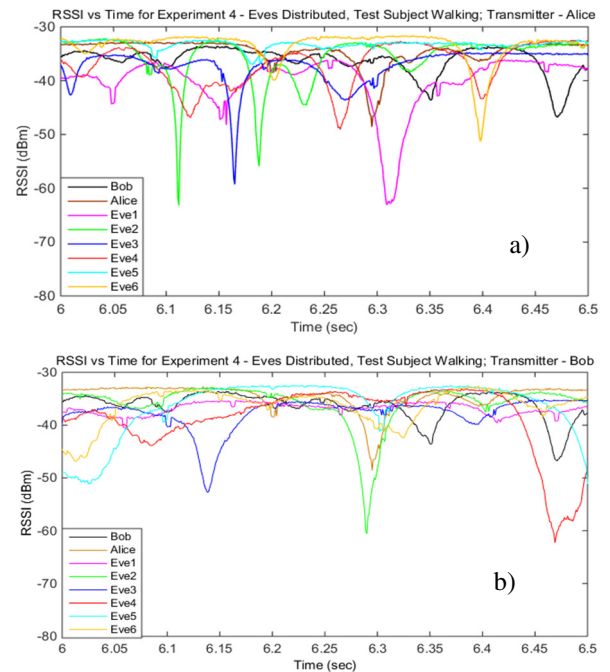 RSSI vs Time for Experiment 4 - Eves Distributed, Test Subject Walking; Transmitter - Alice
-30
-40
-50
-60
-70
-80
RSSI (dBm)
Bob
Alice
Eve1
Eve2
Eve3
Eve4
Eve5
Eve6
a)
6 6.05 6.1 6.15 6.2 6.25 6.3 6.35 6.4 6.45 6.5
Time (sec)
RSSI vs Time for Experiment 4 - Eves Distributed, Test Subject Walking; Transmitter - Bob
-30
-40
-50
-60
-70
-80
RSSI (dBm)
Bob
Alice
Eve1
Eve2
Eve3
Eve4
Eve5
Eve6
b)
6 6.05 6.1 6.15 6.2 6.25 6.3 6.35 6.4 6.45 6.5
Time (sec)